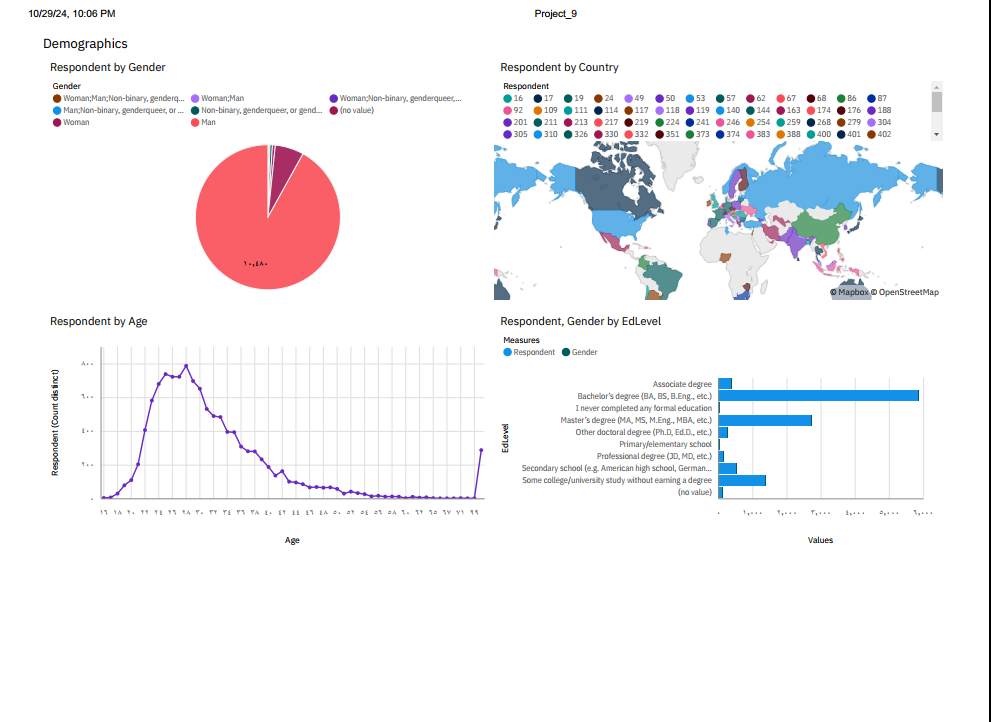 10/29/24, 10:06 PM Project_9
Demographics
Respondent by Gender
Gender
Woman;Man;Non-binary, genderq... Woman;Man Woman;Non-binary, genderqueer,...
Man;Non-binary, genderqueer, or ... Non-binary, genderqueer, or gend... (no value)
Woman Man
١٠,٤٨٠
Respondent by Country
Respondent
16 17 19 24 49 50 53 57 62 67 68 86 87
92 109 111 114 117 118 119 140 144 163 174 176 188
201 211 213 217 219 224 241 246 254 259 268 279 304
305 310 326 330 332 351 373 374 383 388 400 401 402
© Mapbox © OpenStreetMap
Respondent by Age
Respondent (Count distinct)
٨٠٠
٦٠٠
٤٠٠
٢٠٠
٠
١٦ ١٨ ٢٠ ٢٢ ٢٤ ٢٦ ٢٨ ٣٠ ٣٢ ٣٤ ٣٦ ٣٨ ٤٠ ٤٢ ٤٤ ٤٦ ٤٨ ٥٠ ٥٢ ٥٤ ٥٦ ٥٨ ٦٠ ٦٢ ٦٥ ٦٧ ٧١ ٩٩
Age
Respondent, Gender by EdLevel
Measures
Respondent Gender
EdLevel
Associate degree
Bachelor's degree (BA, BS, B.Eng., etc.)
I never completed any formal education
Master's degree (MA, MS, M.Eng., MBA, etc.)
Other doctoral degree (Ph.D, Ed.D., etc.)
Primary/elementary school
Professional degree (JD, MD, etc.)
Secondary school (e.g. American high school, German...
Some college/university study without earning a degree
(no value)
٠ ١,٠٠٠ ٢,٠٠٠ ٣,٠٠٠ ٤,٠٠٠ ٥,٠٠٠ ٦,٠٠٠
Values